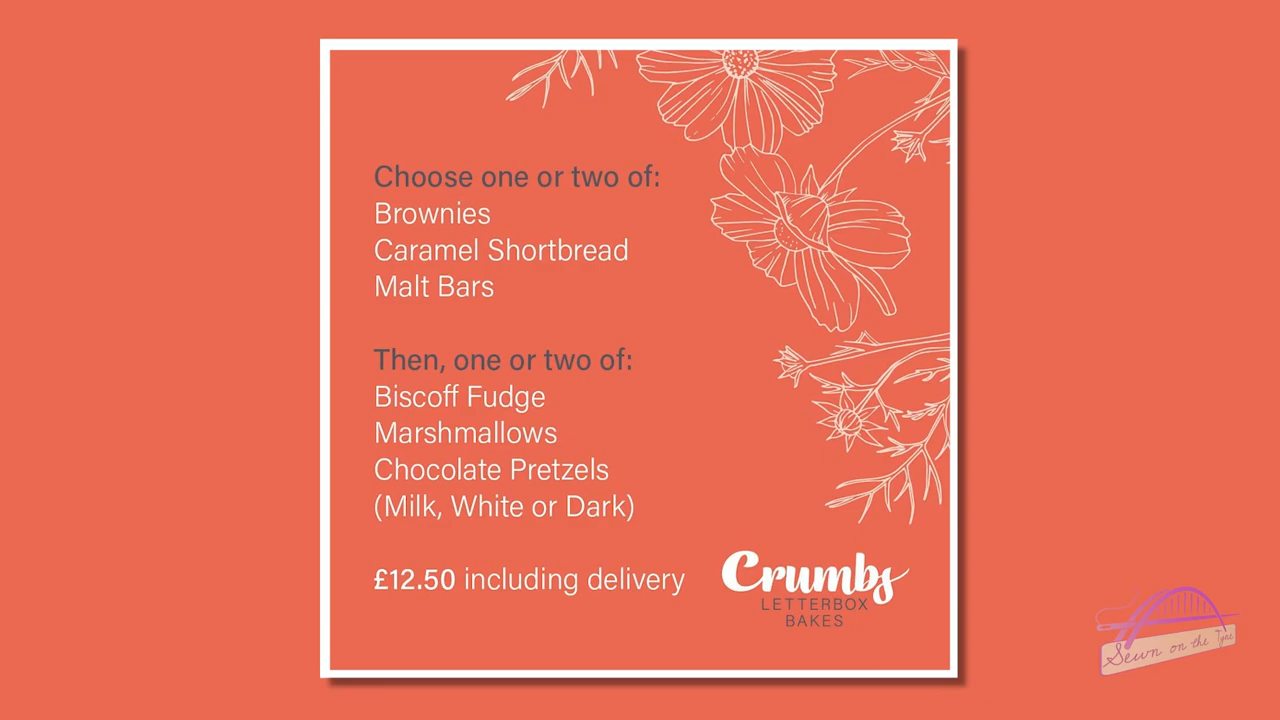 Choose one or two of:
Brownies
Caramel Shortbread
Malt Bars
Then, one or two of:
Biscoff Fudge
Marshmallows
Chocolate Pretzels
(Milk, White or Dark)
£12.50 including delivery
Crumbs
LETTERBOX
BAKES
Sewn on the Tyne